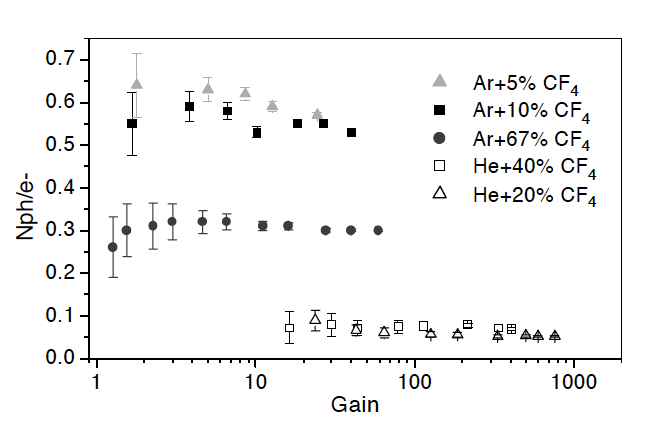 0.7
0.6
0.5
0.4
0.3
0.2
0.1
0.0
Nph/e-
1
10
100
1000
Gain
Ar+5% CF4
Ar+10% CF4
Ar+67% CF4
He+40% CF4
He+20% CF4